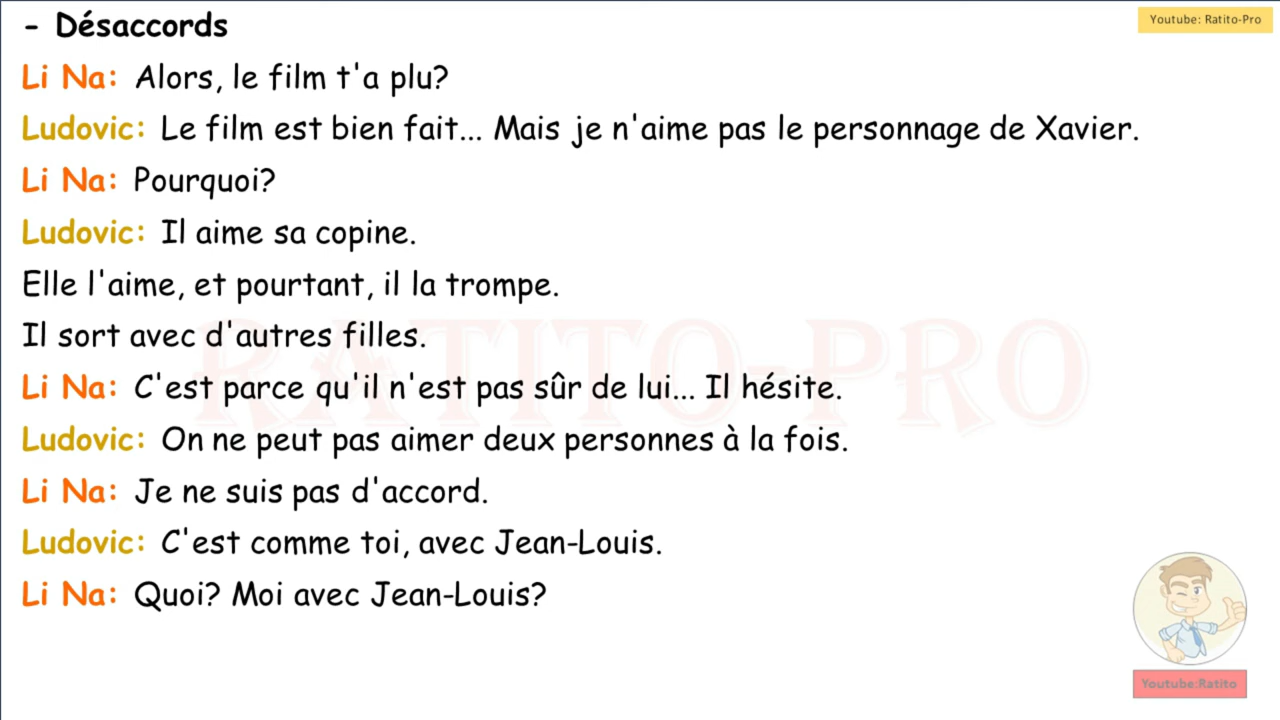 - Désaccords
Youtube: Ratito-Pro
Li Na: Alors, le film t'a plu?
Ludovic: Le film est bien fait... Mais je n'aime pas le personnage de Xavier.
Li Na: Pourquoi?
Ludovic: Il aime sa copine.
Elle l'aime, et pourtant, il la trompe.
Il sort avec d'autres filles.
RATITO-PRO
Li Na: C'est parce qu'il n'est pas sûr de lui... Il hésite.
Ludovic: On ne peut pas aimer deux personnes à la fois.
Li Na: Je ne suis pas d'accord.
Ludovic: C'est comme toi, avec Jean-Louis.
Li Na: Quoi? Moi avec Jean-Louis?
Youtube:Ratito